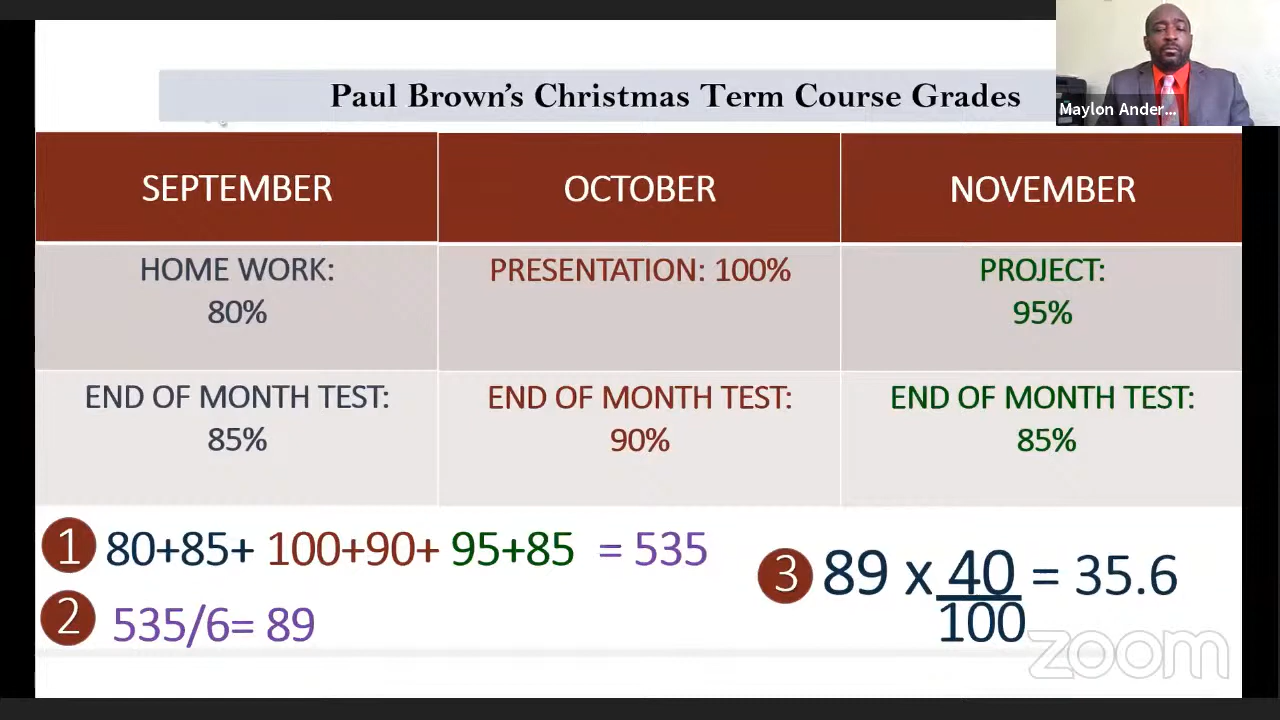 Paul Brown's Christmas Term Course Grades
Maylon Ander...
SEPTEMBER
OCTOBER
NOVEMBER
HOME WORK:
80%
PRESENTATION: 100%
PROJECT:
95%
END OF MONTH TEST:
85%
END OF MONTH TEST:
90%
END OF MONTH TEST:
85%
1 80+85+ 100+90+ 95+85 = 535
2 535/6= 89
3 89 x 40 = 35.6
100
zoom